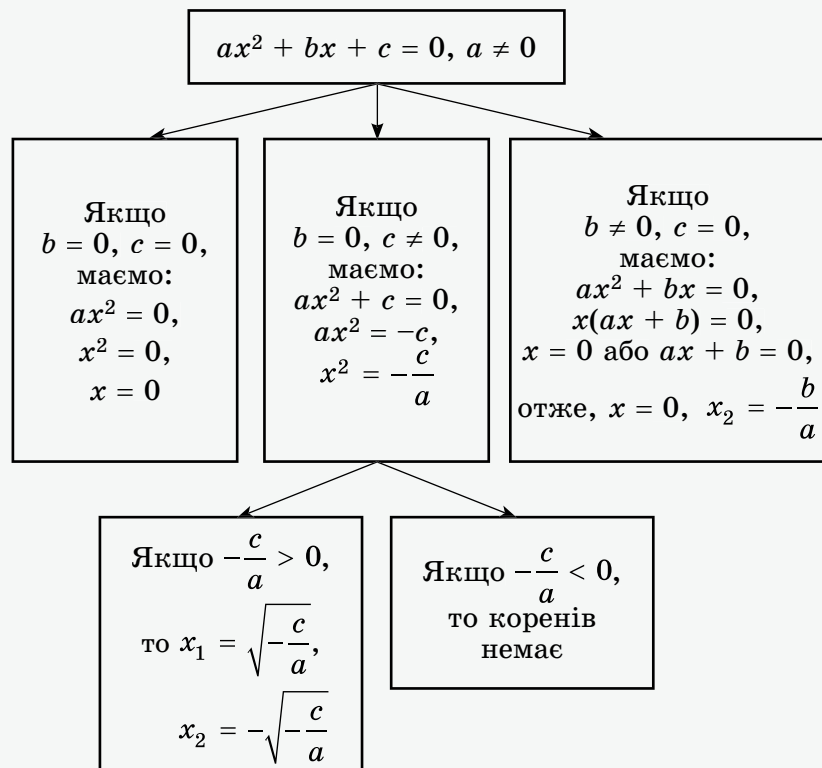 ax² + bx + c = 0, a ≠ 0
Якщо
b = 0, c = 0,
маємо:
ax² = 0,
x² = 0,
x = 0
Якщо
b = 0, c ≠ 0,
маємо:
ax² + c = 0,
ax² = −c,
x² = −c/a
Якщо
b ≠ 0, c = 0,
маємо:
ax² + bx = 0,
x(ax + b) = 0,
x = 0 або ax + b = 0,
отже, x = 0, x₂ = −b/a
Якщо −c/a > 0,
то x₁ = √(−c/a),
x₂ = −√(−c/a)
Якщо −c/a < 0,
то коренів
немає